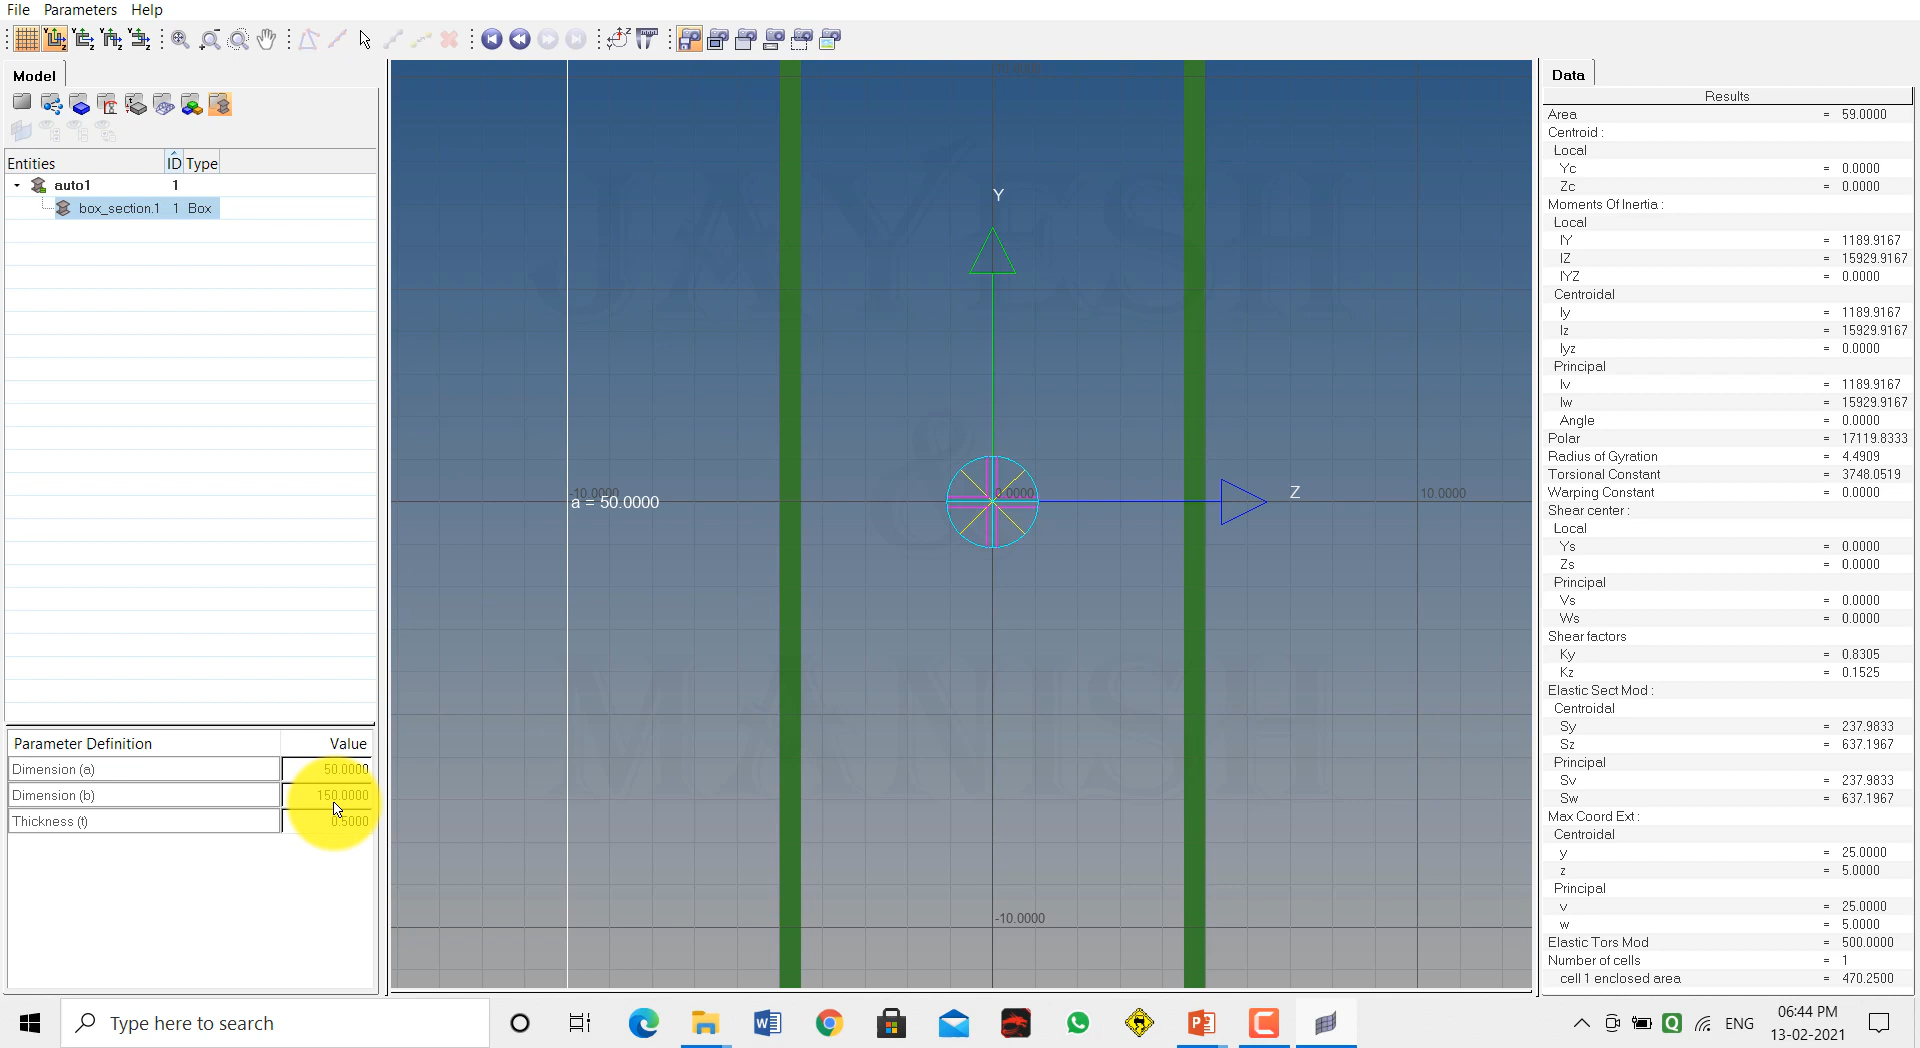 File Parameters Help
Model
Entities ID Type
auto1 1
box_section.1 1 Box
Parameter Definition Value
Dimension (a) 50.0000
Dimension (b) 150.0000
Thickness (t) 0.5000
JAYESH
&
MANISH
Y
Z
-10.0000
a = 50.0000
0.0000
10.0000
-10.0000
Data
Results
Area = 59.0000
Centroid :
Local
Yc = 0.0000
Zc = 0.0000
Moments Of Inertia :
Local
IY = 1189.9167
IZ = 15929.9167
IYZ = 0.0000
Centroidal
Iy = 1189.9167
Iz = 15929.9167
Iyz = 0.0000
Principal
Iv = 1189.9167
Iw = 15929.9167
Angle = 0.0000
Polar = 17119.8333
Radius of Gyration = 4.4909
Torsional Constant = 3748.0519
Warping Constant = 0.0000
Shear center :
Local
Ys = 0.0000
Zs = 0.0000
Principal
Vs = 0.0000
Ws = 0.0000
Shear factors
Ky = 0.8305
Kz = 0.1525
Elastic Sect Mod :
Centroidal
Sy = 237.9833
Sz = 637.1967
Principal
Sv = 237.9833
Sw = 637.1967
Max Coord Ext :
Centroidal
y = 25.0000
z = 5.0000
Principal
v = 25.0000
w = 5.0000
Elastic Tors Mod = 500.0000
Number of cells = 1
cell 1 enclosed area = 470.2500
Type here to search
ENG
06:44 PM
13-02-2021